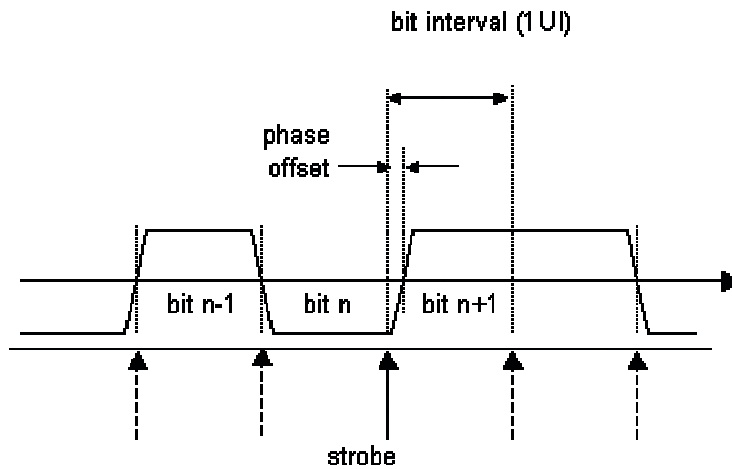 bit interval (1 UI)
phase
offset
bit n-1
bit n
bit n+1
strobe